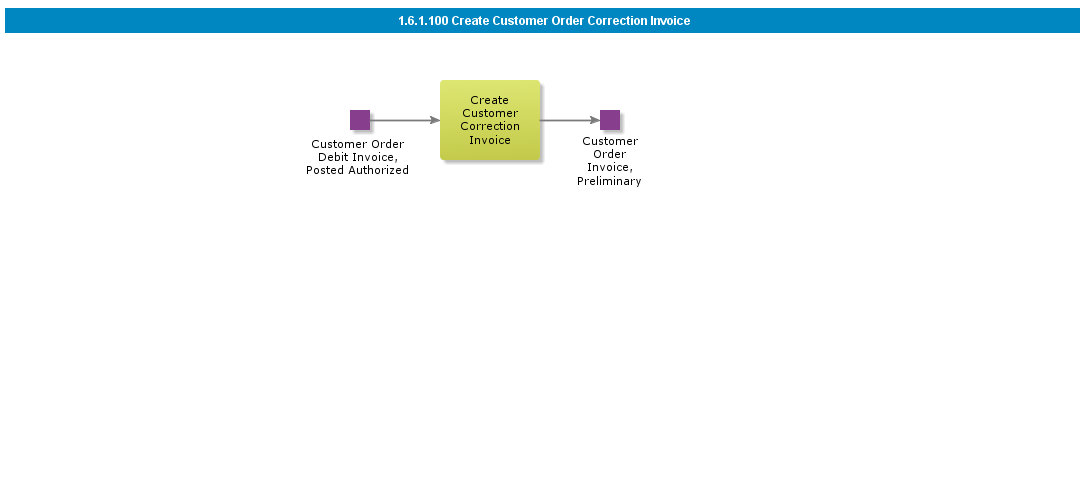 1.6.1.100 Create Customer Order Correction Invoice
Create
Customer
Correction
Invoice
Customer Order
Debit Invoice,
Posted Authorized
Customer
Order
Invoice,
Preliminary